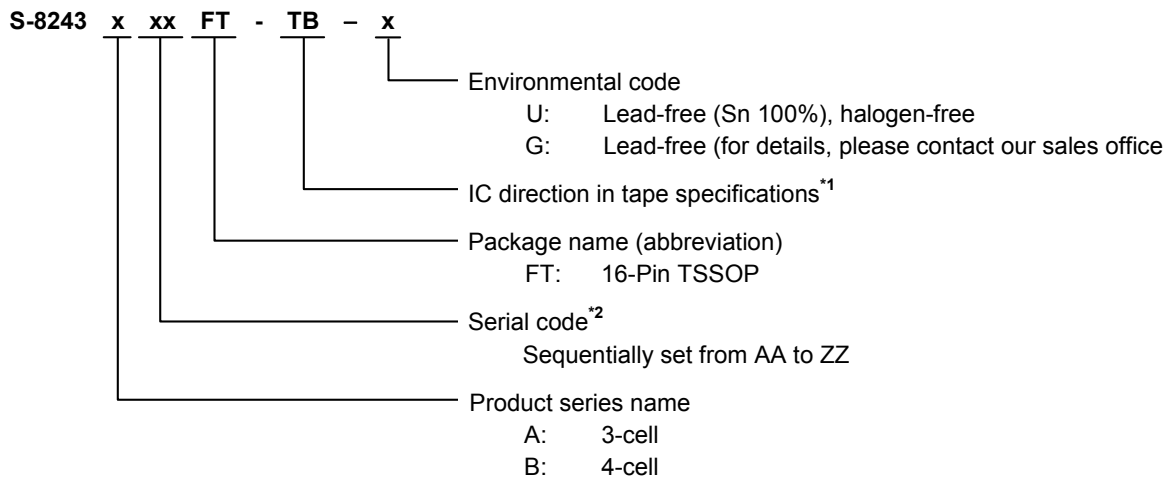 S-8243 x xx FT - TB – x
Environmental code
U: Lead-free (Sn 100%), halogen-free
G: Lead-free (for details, please contact our sales office
IC direction in tape specifications*1
Package name (abbreviation)
FT: 16-Pin TSSOP
Serial code*2
Sequentially set from AA to ZZ
Product series name
A: 3-cell
B: 4-cell